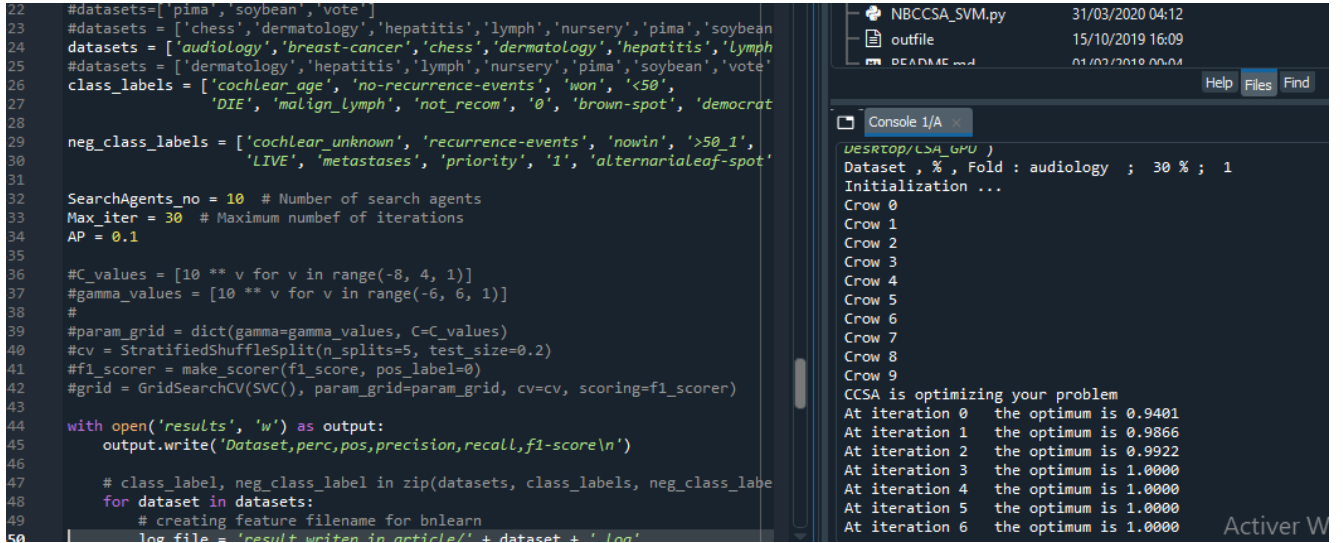 22 #datasets=['pima','soybean','vote']
23 #datasets = ['chess','dermatology','hepatitis','lymph','nursery','pima','soybean
24 datasets = ['audiology','breast-cancer','chess','dermatology','hepatitis','lymph
25 #datasets = ['dermatology','hepatitis','lymph','nursery','pima','soybean','vote'
26 class_labels = ['cochlear_age', 'no-recurrence-events', 'won', '<50',
27 'DIE', 'malign_lymph', 'not_recom', '0', 'brown-spot', 'democrat
28
29 neg_class_labels = ['cochlear_unknown', 'recurrence-events', 'nowin', '>50_1',
30 'LIVE', 'metastases', 'priority', '1', 'alternarialeaf-spot'
31
32 SearchAgents_no = 10 # Number of search agents
33 Max_iter = 30 # Maximum numbef of iterations
34 AP = 0.1
35
36 #C_values = [10 ** v for v in range(-8, 4, 1)]
37 #gamma_values = [10 ** v for v in range(-6, 6, 1)]
38 #
39 #param_grid = dict(gamma=gamma_values, C=C_values)
40 #cv = StratifiedShuffleSplit(n_splits=5, test_size=0.2)
41 #f1_scorer = make_scorer(f1_score, pos_label=0)
42 #grid = GridSearchCV(SVC(), param_grid=param_grid, cv=cv, scoring=f1_scorer)
43
44 with open('results', 'w') as output:
45 output.write('Dataset,perc,pos,precision,recall,f1-score\n')
46
47 # class_label, neg_class_label in zip(datasets, class_labels, neg_class_labe
48 for dataset in datasets:
49 # creating feature filename for bnlearn
50 log_file = 'result writen in article/' + dataset + '.log'
NBCCSA_SVM.py 31/03/2020 04:12
outfile 15/10/2019 16:09
README.md 01/02/2018 00:04
Help Files Find
Console 1/A
Desktop/CSA_GPU')
Dataset , % , Fold : audiology ; 30 % ; 1
Initialization ...
Crow 0
Crow 1
Crow 2
Crow 3
Crow 4
Crow 5
Crow 6
Crow 7
Crow 8
Crow 9
CCSA is optimizing your problem
At iteration 0 the optimum is 0.9401
At iteration 1 the optimum is 0.9866
At iteration 2 the optimum is 0.9922
At iteration 3 the optimum is 1.0000
At iteration 4 the optimum is 1.0000
At iteration 5 the optimum is 1.0000
At iteration 6 the optimum is 1.0000
Activer W